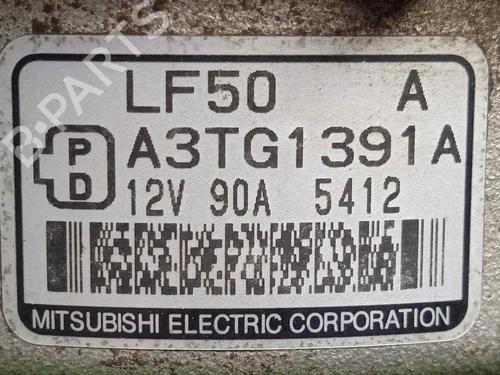 LF50 A
P D
A3TG1391A
12V 90A 5412
MITSUBISHI ELECTRIC CORPORATION
B-PARTS